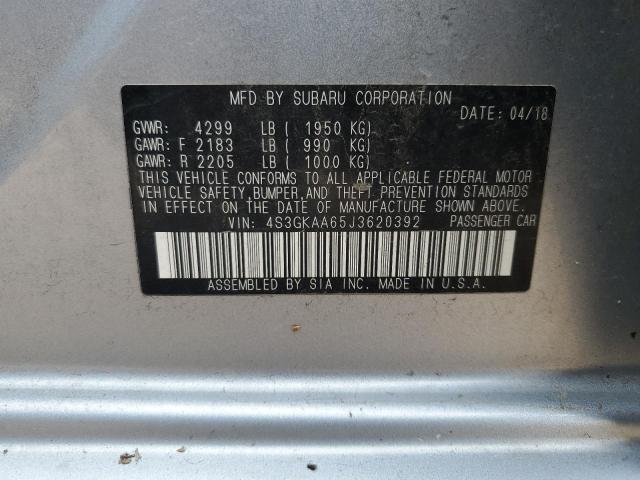 MFD BY SUBARU CORPORATION
DATE: 04/18
GVWR: 4299 LB ( 1950 KG)
GAWR: F 2183 LB ( 990 KG)
GAWR: R 2205 LB ( 1000 KG)
THIS VEHICLE CONFORMS TO ALL APPLICABLE FEDERAL MOTOR
VEHICLE SAFETY, BUMPER, AND THEFT PREVENTION STANDARDS
IN EFFECT ON THE DATE OF MANUFACTURE SHOWN ABOVE.
VIN: 4S3GKAA65J3620392 PASSENGER CAR
ASSEMBLED BY SIA INC. MADE IN U.S.A.